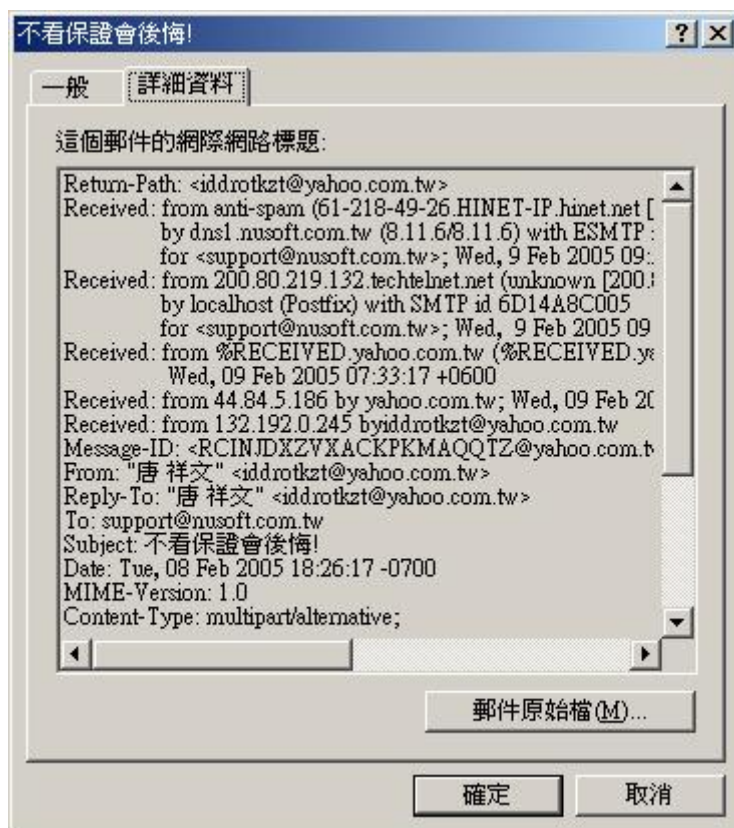 不看保證會後悔!
一般 詳細資料
這個郵件的網際網路標題:
Return-Path: <iddrotkzt@yahoo.com.tw>
Received: from anti-spam (61-218-49-26.HINET-IP.hinet.net [
by dns1.nusoft.com.tw (8.11.6/8.11.6) with ESMTP
for <support@nusoft.com.tw>; Wed, 9 Feb 2005 09:
Received: from 200.80.219.132.techtelnet.net (unknown [200.
by localhost (Postfix) with SMTP id 6D14A8C005
for <support@nusoft.com.tw>; Wed, 9 Feb 2005 09
Received: from %RECEIVED.yahoo.com.tw (%RECEIVED.y
Wed, 09 Feb 2005 07:33:17 +0600
Received: from 44.84.5.186 by yahoo.com.tw; Wed, 09 Feb 20
Received: from 132.192.0.245 byiddrotkzt@yahoo.com.tw
Message-ID: <RCINJDXZVXACKPKMAQQTZ@yahoo.com.t
From: "唐 祥文" <iddrotkzt@yahoo.com.tw>
Reply-To: "唐 祥文" <iddrotkzt@yahoo.com.tw>
To: support@nusoft.com.tw
Subject: 不看保證會後悔!
Date: Tue, 08 Feb 2005 18:26:17 -0700
MIME-Version: 1.0
Content-Type: multipart/alternative;
郵件原始檔(M)...
確定 取消